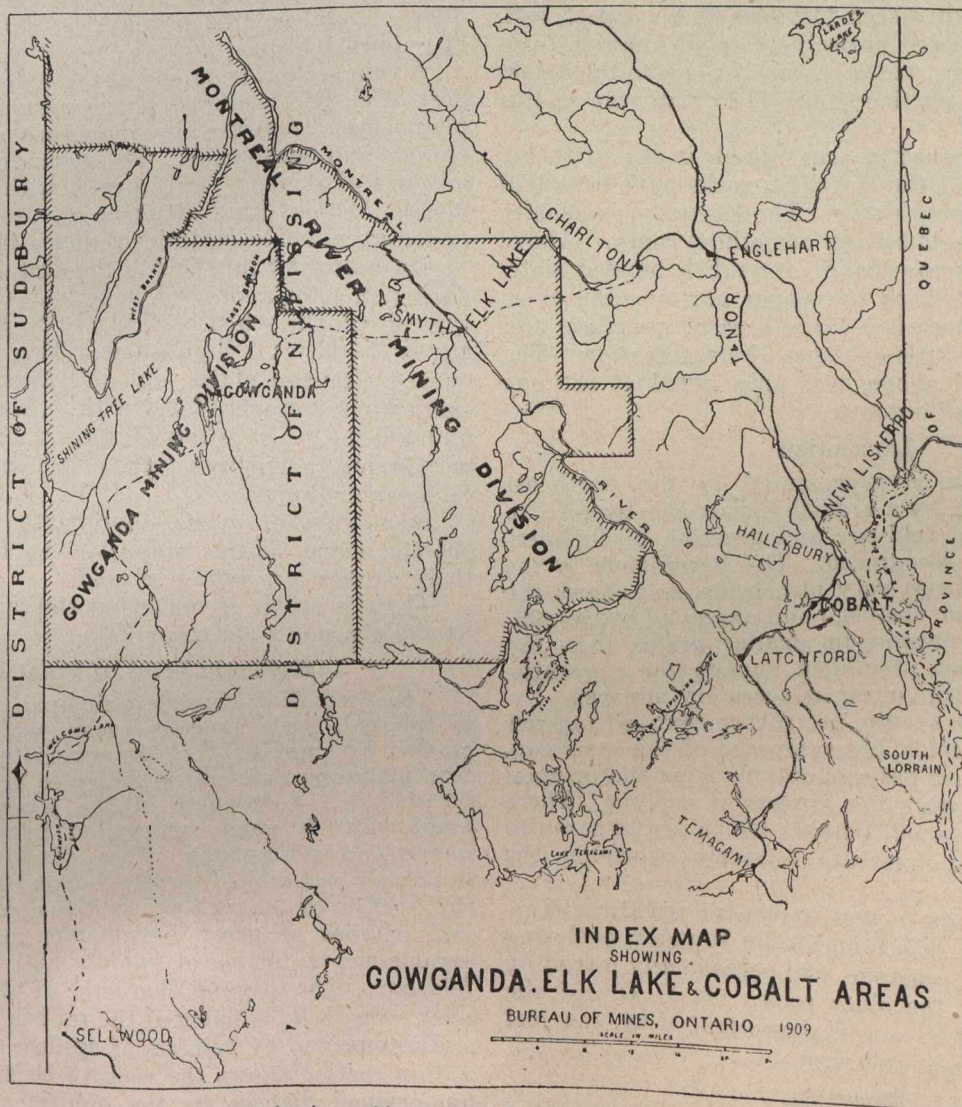 LARDER LAKE
DISTRICT OF SUDBURY
MONTREAL RIVER MINING DIVISION
MONTREAL
DISTRICT OF NIPISSING
CHARLTON
ENGLEHART
QUEBEC
WEST BRANCH
EAST BRANCH
ELK LAKE
SMYTH
T & N O R
SHINING TREE LAKE
GOWGANDA
GOWGANDA MINING DIVISION
RIVER
NEW LISKEARD
OF
HAILEYBURY
PROVINCE
COBALT
LATCHFORD
WELCOME LAKE
SOUTH
LORRAIN
TEMAGAMI
LAKE TEMAGAMI
INDEX MAP
SHOWING
GOWGANDA. ELK LAKE & COBALT AREAS
BUREAU OF MINES, ONTARIO 1909
SCALE IN MILES
SELLWOOD